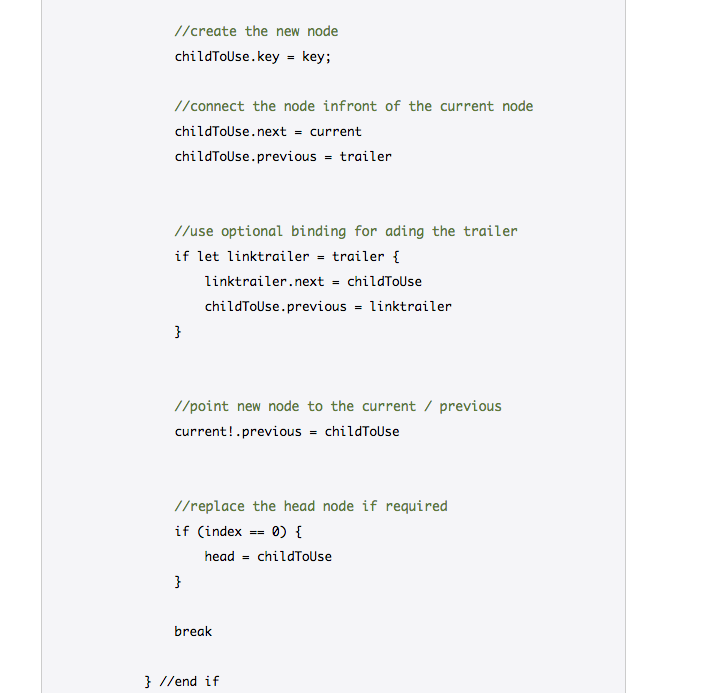 //create the new node
childToUse.key = key;
//connect the node infront of the current node
childToUse.next = current
childToUse.previous = trailer
//use optional binding for ading the trailer
if let linktrailer = trailer {
linktrailer.next = childToUse
childToUse.previous = linktrailer
}
//point new node to the current / previous
current!.previous = childToUse
//replace the head node if required
if (index == 0) {
head = childToUse
}
break
} //end if